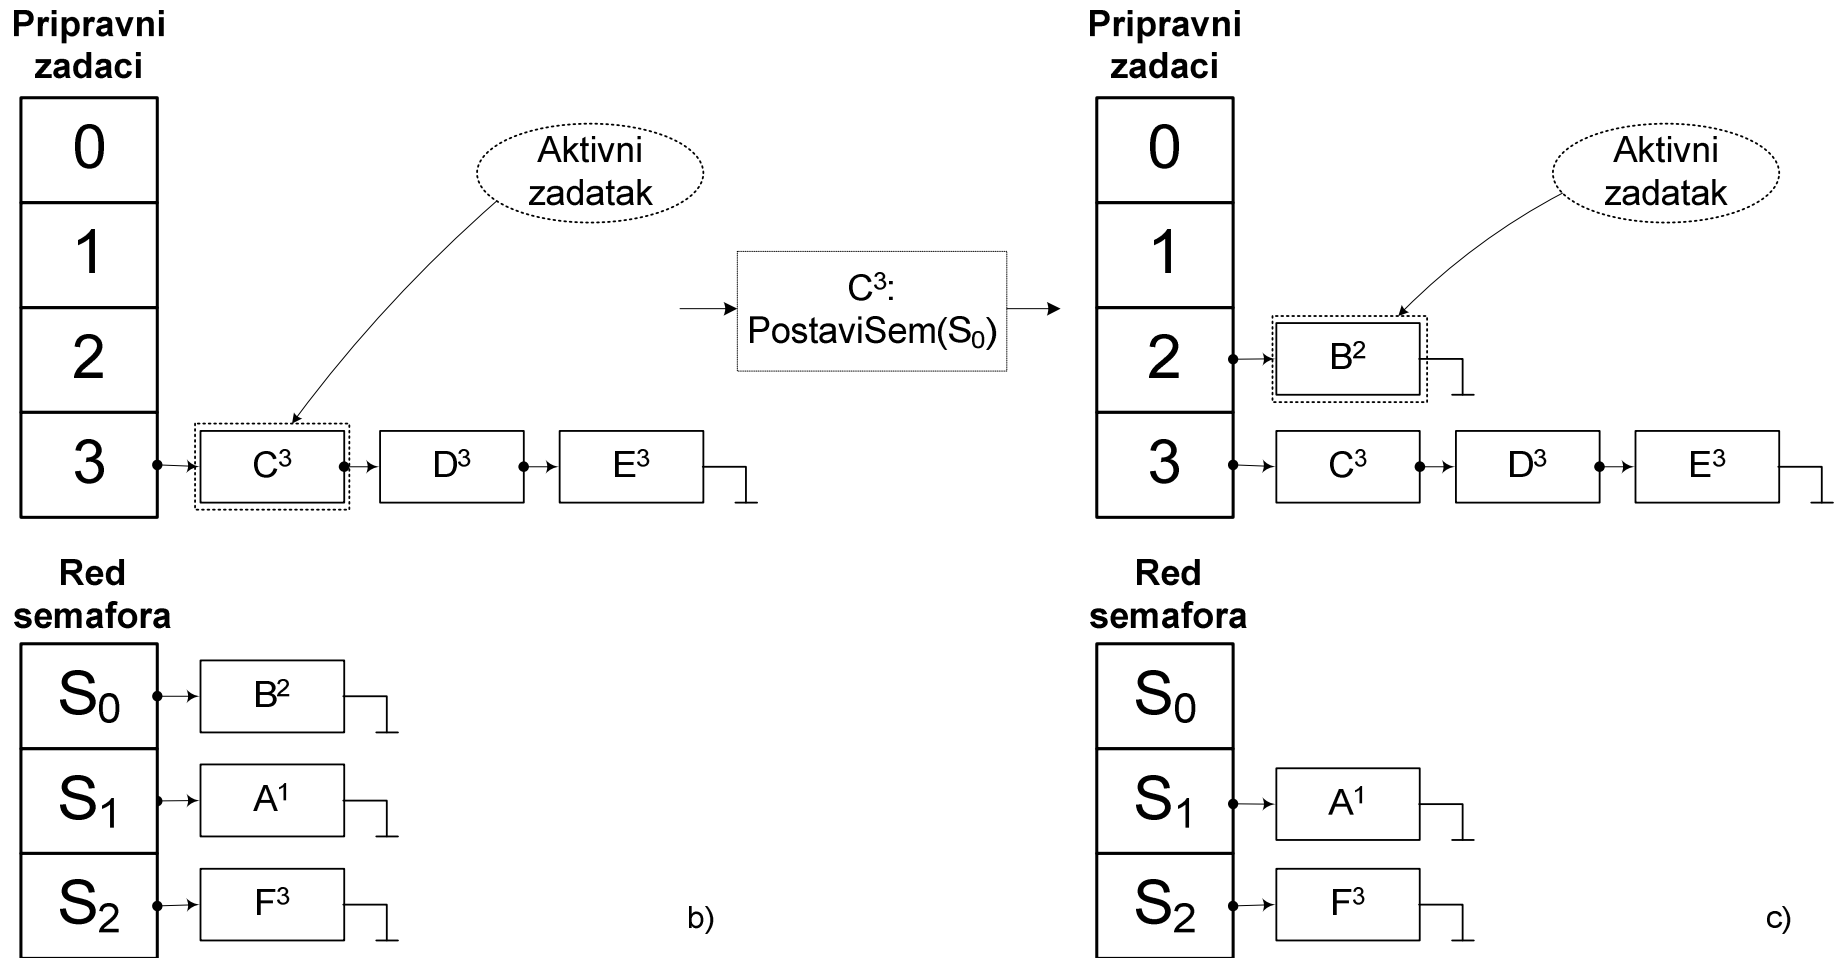 Pripravni
zadaci
0
1
2
3
Aktivni
zadatak
C³
D³
E³
Red
semafora
S₀
B²
S₁
A¹
S₂
F³
b)
C³:
PostaviSem(S₀)
Pripravni
zadaci
0
1
2
3
Aktivni
zadatak
B²
C³
D³
E³
Red
semafora
S₀
S₁
A¹
S₂
F³
c)